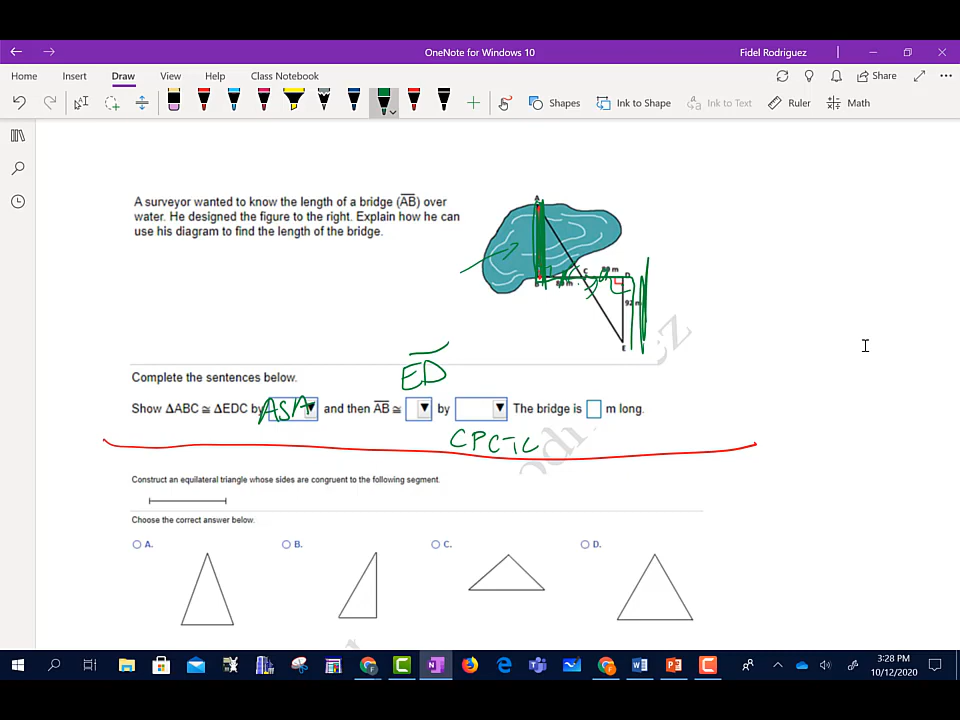 OneNote for Windows 10
Fidel Rodriguez
Home Insert Draw View Help Class Notebook
Share
Shapes Ink to Shape Ink to Text Ruler Math
A surveyor wanted to know the length of a bridge (AB) over
water. He designed the figure to the right. Explain how he can
use his diagram to find the length of the bridge.
A
C D
92 m
E
Complete the sentences below.
ED
Show ΔABC ≅ ΔEDC by ASA and then AB ≅ by The bridge is m long.
CPCTC
Construct an equilateral triangle whose sides are congruent to the following segment.
Choose the correct answer below.
A. B. C. D.
3:28 PM
10/12/2020